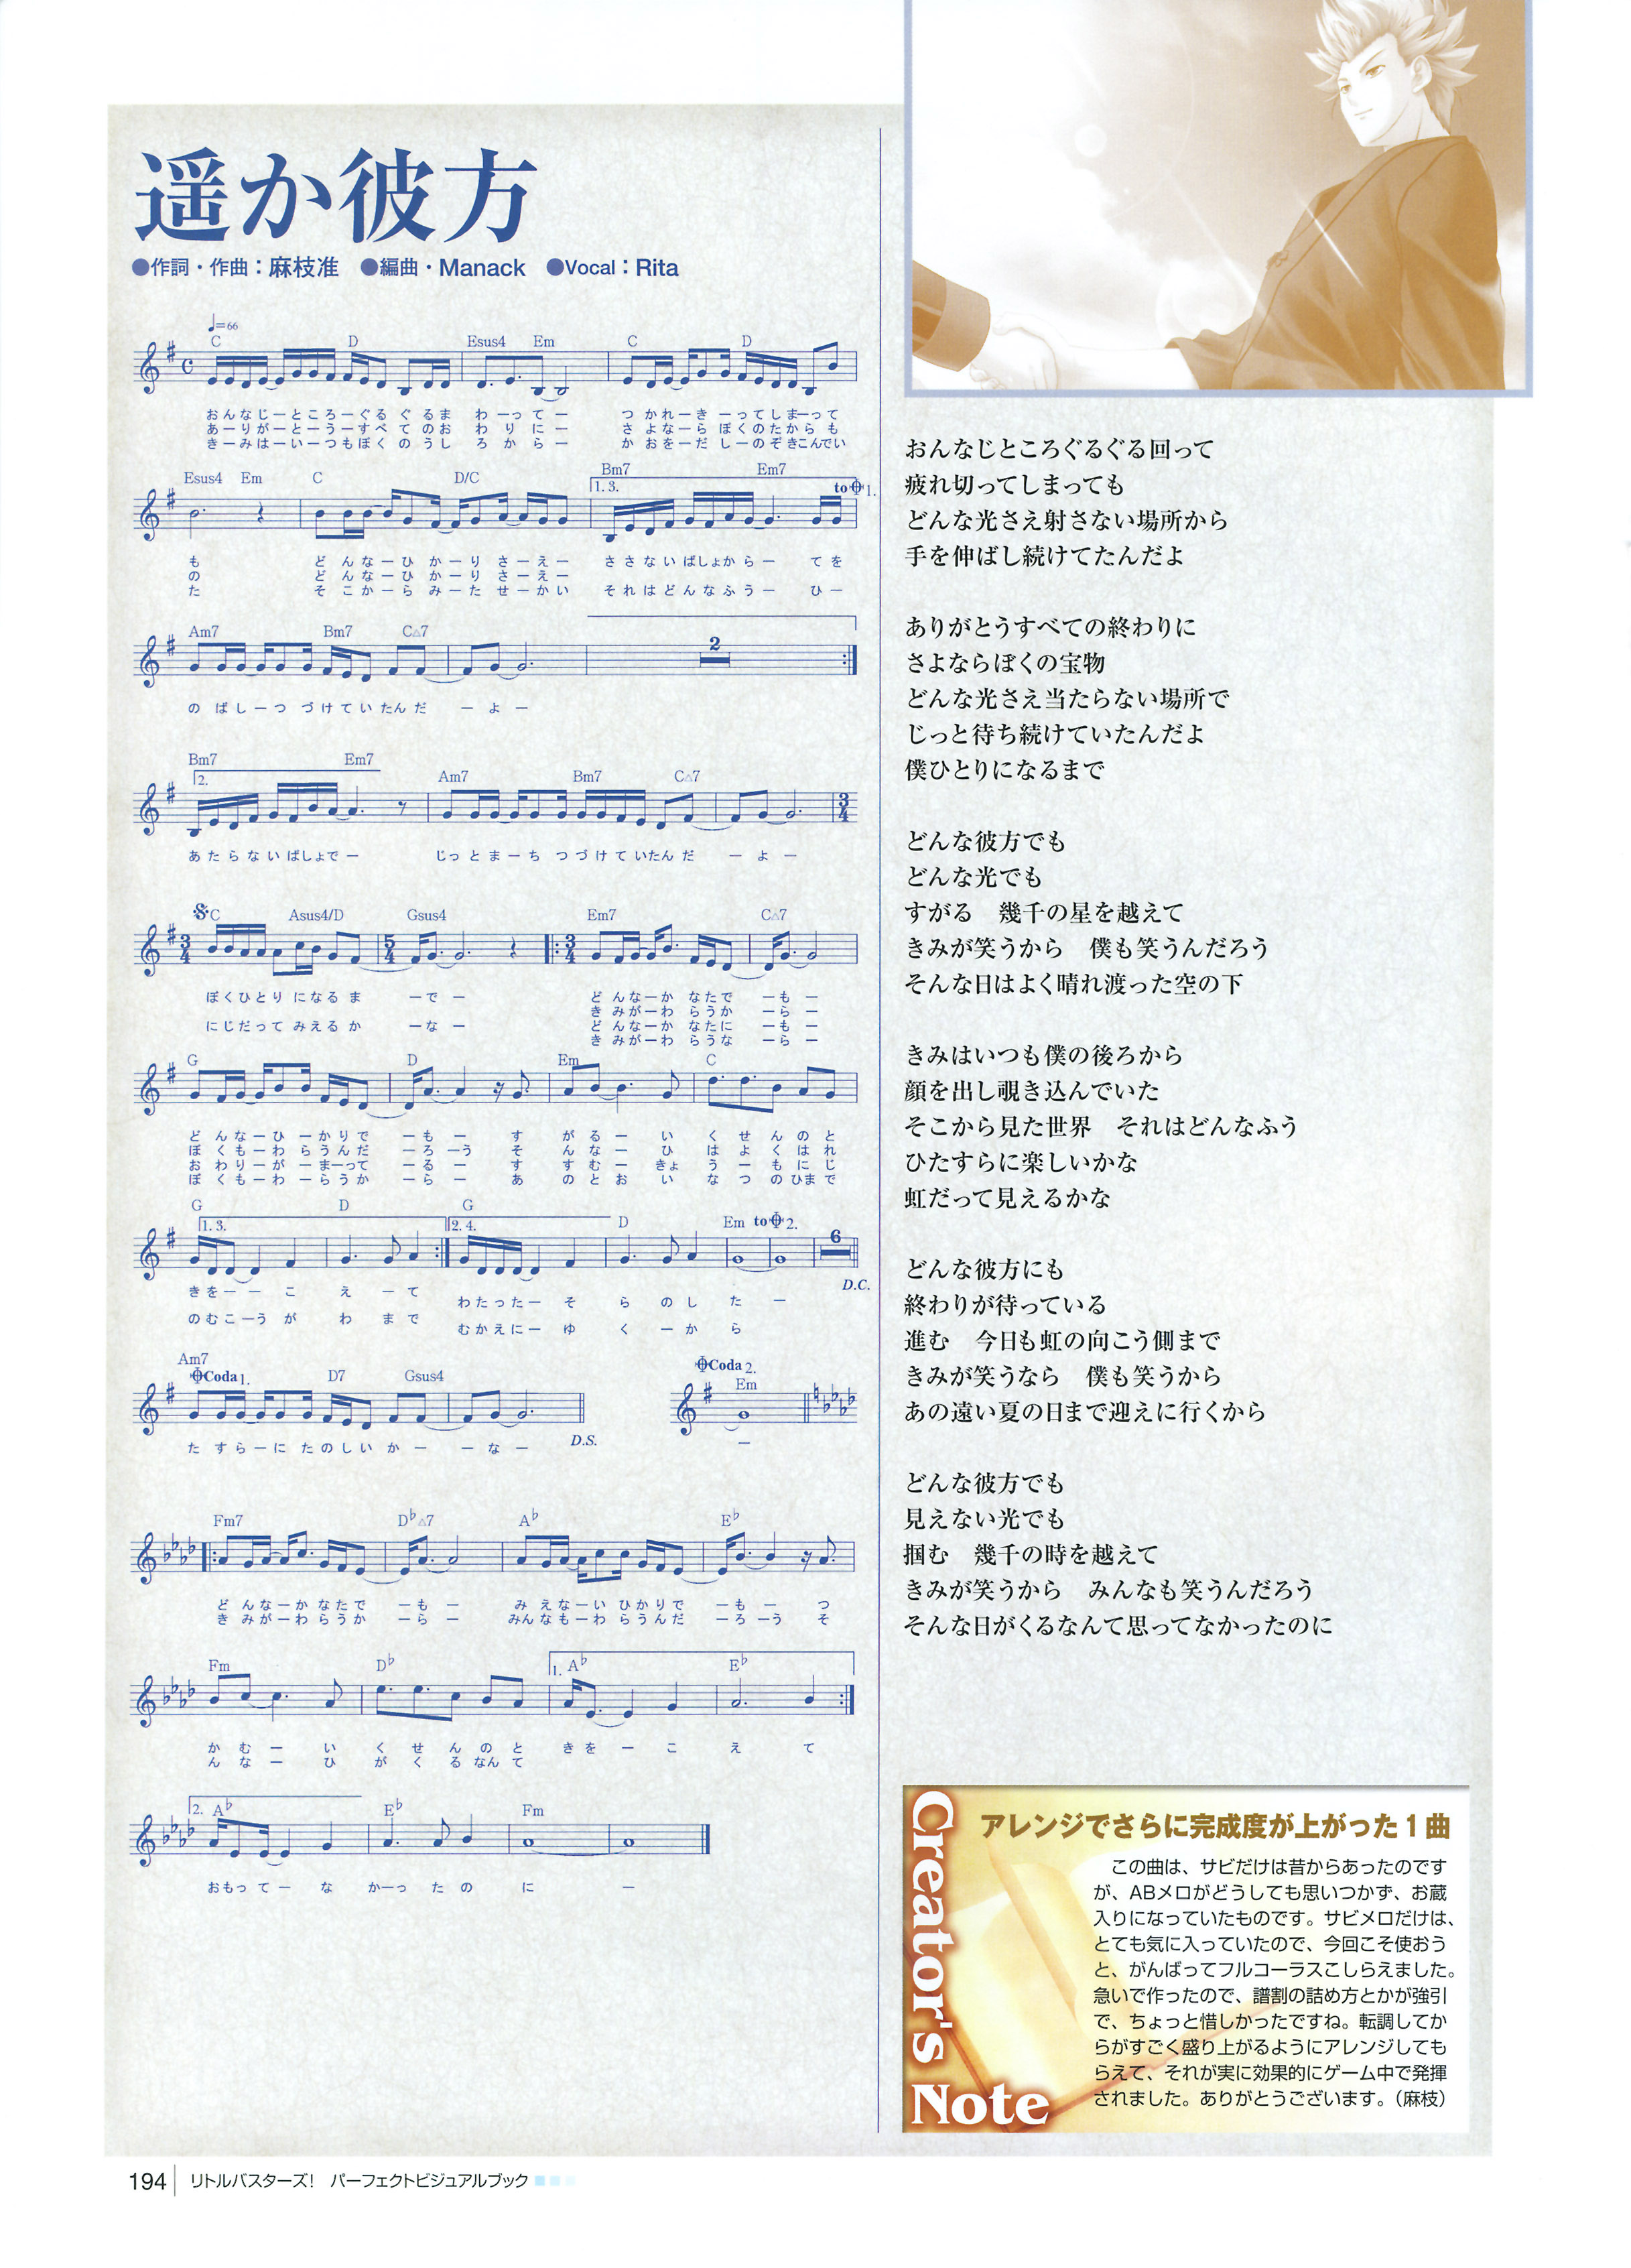 遥か彼方
●作詞・作曲：麻枝准 ●編曲・Manack ●Vocal：Rita
♩=66
C D Esus4 Em C D
おんなじーところーぐる ぐ るま わ ーって ー つ かれーき ーってしまーって
あーりがーとーうーすべ て のお わ り に ー さ よなーら ぼくのたからも
きーみはーいーつもぼく の うし ろ から ー か おをーだ しーのぞきこんでい
Esus4 Em C D/C Bm7 Em7
1. 3. to 1.
も ど んなーひ かーり さーえー ささないばしょからー てを
の ど んなーひ かーり さーえー
た そ こかーら みーた せーかい それはどんなふうー ひー
Am7 Bm7 C△7
2
の ばしーつ づけていたんだ ーよー
Bm7 Em7 Am7 Bm7 C△7
2.
あたらないばしょでー じっとまーち つづけていたんだ ーよー
C Asus4/D Gsus4 Em7 C△7
ぼくひとりになるま ーでー ど んなーか なたで ーもー
き みがーわ らうか ーらー
にじだってみえるか ーなー ど んなーか なたに ーもー
き みがーわ らうな ーらー
G D Em C
ど んなーひ ーかりで ーもー す がるー い く せ ん の と
ぼ くもーわ らうんだ ーろーう そ んなー ひ は よ く は れ
お わりーが ーまーって ーるー す すむー きょ う ー も に じ
ぼ くもーわ ーらうか ーらー あ のとお い な つ のひまで
G D G D Em to 2.
1. 3. 2. 4. 6
D.C.
きをーー こ え ーて
わたったー そ ら のし た ー
のむこーう が わ まで
むかえにー ゆ く ーか ら
Am7
Coda 1. D7 Gsus4 Coda 2.
Em
D.S.
た すらーに たのしいかー ーなー ー
Fm7 D♭△7 A♭ E♭
ど んなーかなたで ーもー み えなーいひかりで ーもー つ
き みがーわらうか ーらー みんなもーわ らうんだ ーろーう そ
Fm D♭ 1. A♭ E♭
か むー い く せ ん の と きをー こ え て
ん なー ひ が く る なん て
2. A♭ E♭ Fm
おもってー な かーっ た の に ー
おんなじところぐるぐる回って
疲れ切ってしまっても
どんな光さえ射さない場所から
手を伸ばし続けてたんだよ
ありがとうすべての終わりに
さよならぼくの宝物
どんな光さえ当たらない場所で
じっと待ち続けていたんだよ
僕ひとりになるまで
どんな彼方でも
どんな光でも
すがる　幾千の星を越えて
きみが笑うから　僕も笑うんだろう
そんな日はよく晴れ渡った空の下
きみはいつも僕の後ろから
顔を出し覗き込んでいた
そこから見た世界　それはどんなふう
ひたすらに楽しいかな
虹だって見えるかな
どんな彼方にも
終わりが待っている
進む　今日も虹の向こう側まで
きみが笑うなら　僕も笑うから
あの遠い夏の日まで迎えに行くから
どんな彼方でも
見えない光でも
掴む　幾千の時を越えて
きみが笑うから　みんなも笑うんだろう
そんな日がくるなんて思ってなかったのに
Creator's Note
アレンジでさらに完成度が上がった１曲
この曲は、サビだけは昔からあったのです
が、ABメロがどうしても思いつかず、お蔵
入りになっていたものです。サビメロだけは、
とても気に入っていたので、今回こそ使おう
と、がんばってフルコーラスこしらえました。
急いで作ったので、譜割の詰め方とかが強引
で、ちょっと惜しかったですね。転調してか
らがすごく盛り上がるようにアレンジしても
らえて、それが実に効果的にゲーム中で発揮
されました。ありがとうございます。（麻枝）
194 リトルバスターズ！　パーフェクトビジュアルブック